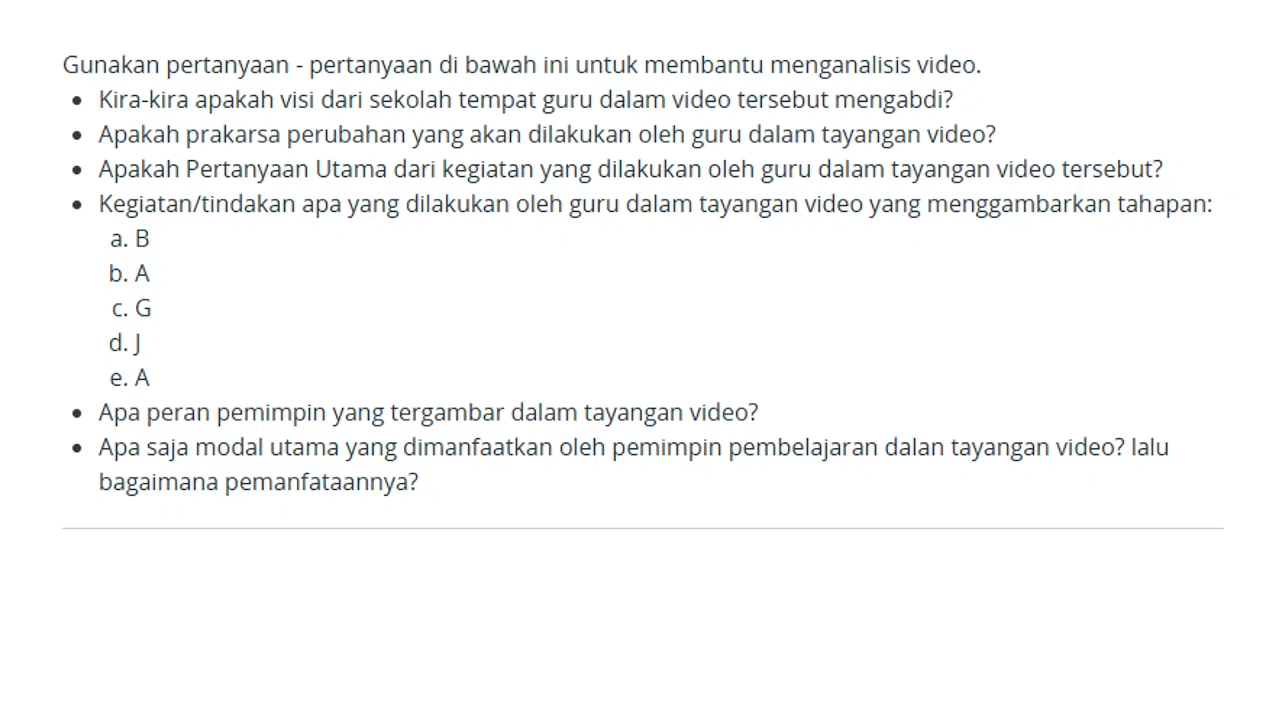 Gunakan pertanyaan - pertanyaan di bawah ini untuk membantu menganalisis video.
• Kira-kira apakah visi dari sekolah tempat guru dalam video tersebut mengabdi?
• Apakah prakarsa perubahan yang akan dilakukan oleh guru dalam tayangan video?
• Apakah Pertanyaan Utama dari kegiatan yang dilakukan oleh guru dalam tayangan video tersebut?
• Kegiatan/tindakan apa yang dilakukan oleh guru dalam tayangan video yang menggambarkan tahapan:
a. B
b. A
c. G
d. J
e. A
• Apa peran pemimpin yang tergambar dalam tayangan video?
• Apa saja modal utama yang dimanfaatkan oleh pemimpin pembelajaran dalan tayangan video? lalu
bagaimana pemanfataannya?